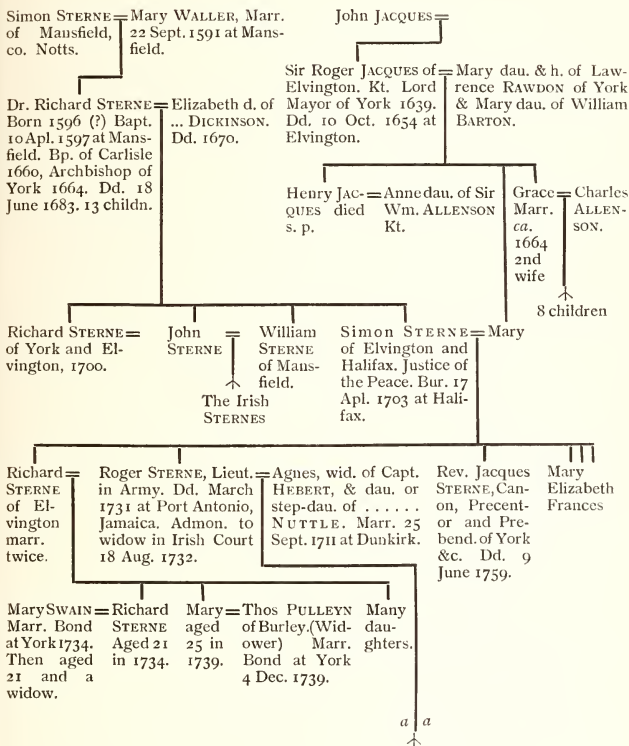 Simon STERNE = Mary WALLER, Marr.
of Mansfield, 22 Sept. 1591 at Mans-
co. Notts. field.
John JACQUES =
Sir Roger JACQUES of = Mary dau. & h. of Law-
Elvington. Kt. Lord rence RAWDON of York
Mayor of York 1639. & Mary dau. of William
Dd. 10 Oct. 1654 at BARTON.
Elvington.
Dr. Richard STERNE = Elizabeth d. of
Born 1596 (?) Bapt. ... DICKINSON.
10 Apl. 1597 at Mans- Dd. 1670.
field. Bp. of Carlisle
1660, Archbishop of
York 1664. Dd. 18
June 1683. 13 childn.
Henry JAC- = Anne dau. of Sir
QUES died Wm. ALLENSON
s. p. Kt.
Grace = Charles
Marr. ALLEN-
ca. SON.
1664
2nd
wife
8 children
Richard STERNE =
of York and El-
vington, 1700.
John =
STERNE
The Irish
STERNES
William
STERNE
of Mans-
field.
Simon STERNE = Mary
of Elvington and
Halifax. Justice of
the Peace. Bur. 17
Apl. 1703 at Hali-
fax.
Richard =
STERNE
of El-
vington
marr.
twice.
Roger STERNE, Lieut. = Agnes, wid. of Capt.
in Army. Dd. March HEBERT, & dau. or
1731 at Port Antonio, step-dau. of ......
Jamaica. Admon. to NUTTLE. Marr. 25
widow in Irish Court Sept. 1711 at Dunkirk.
18 Aug. 1732.
Rev. Jacques
STERNE, Can-
on, Precent-
or and Pre-
bend. of York
&c. Dd. 9
June 1759.
Mary
Elizabeth
Frances
Mary SWAIN = Richard
Marr. Bond STERNE
at York 1734. Aged 21
Then aged in 1734.
21 and a
widow.
Mary = Thos PULLEYN
aged of Burley. (Wid-
25 in ower) Marr.
1739. Bond at York
4 Dec. 1739.
Many
dau-
ghters.
a a